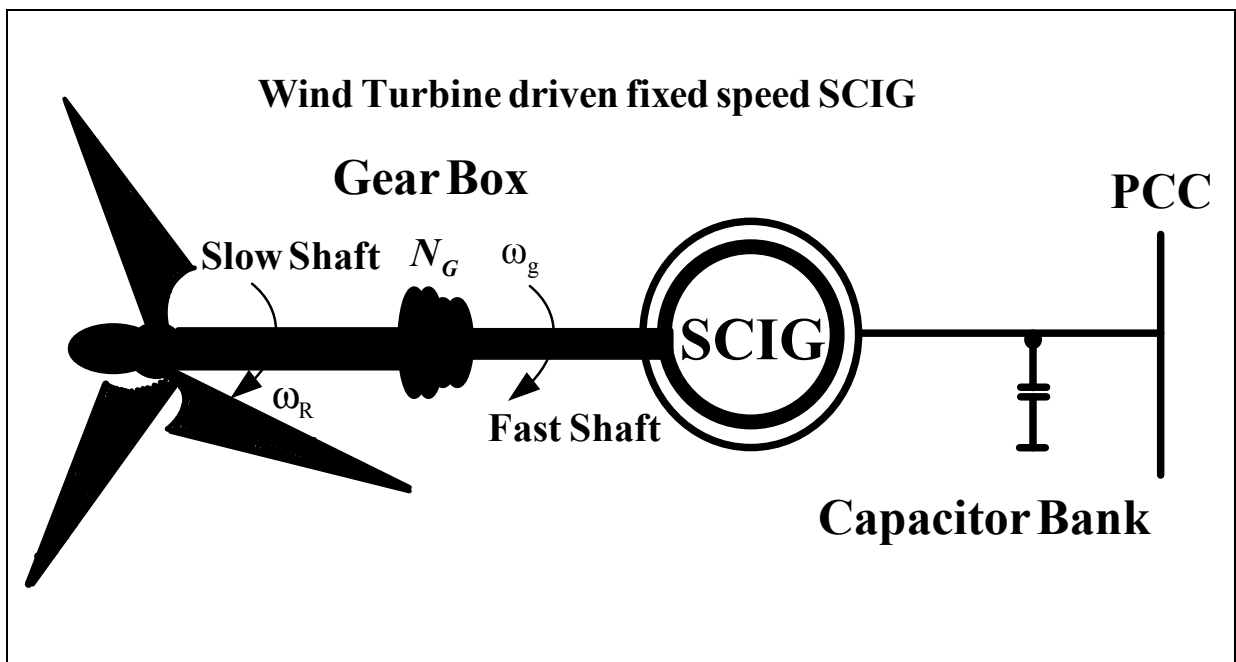 Wind Turbine driven fixed speed SCIG
Gear Box
PCC
Slow Shaft
N_G
ω_g
SCIG
ω_R
Fast Shaft
Capacitor Bank